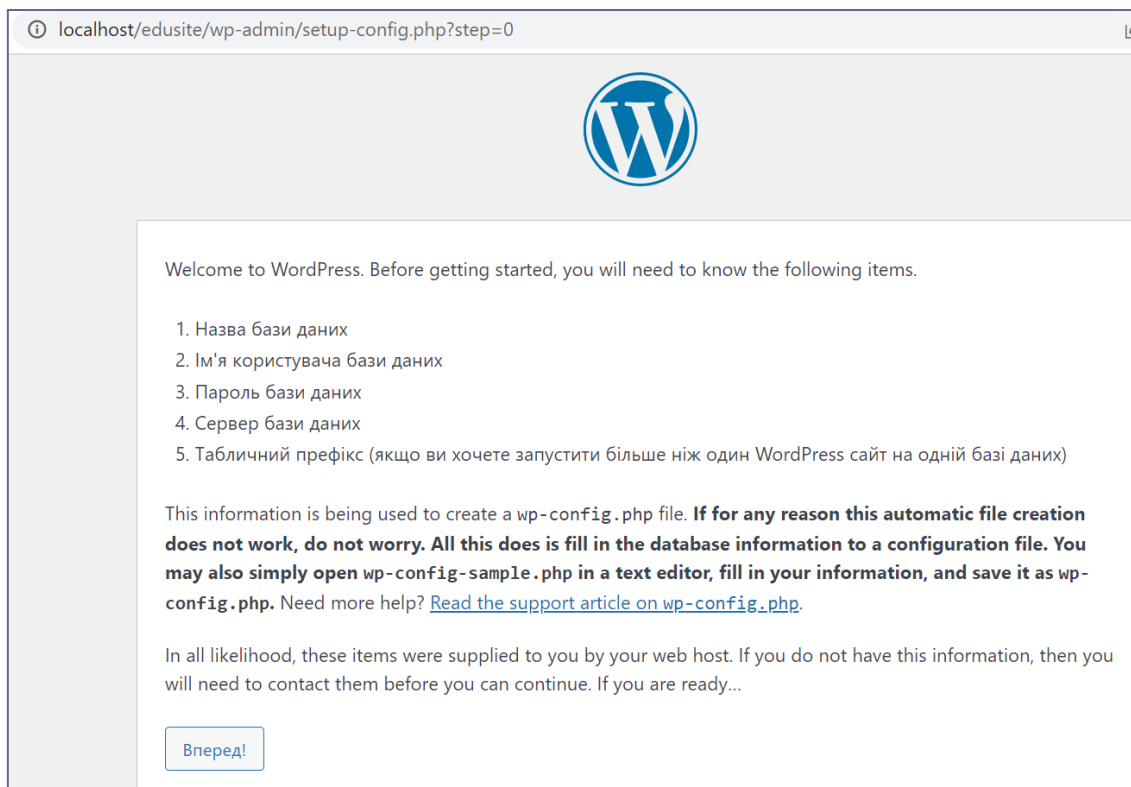 localhost/edusite/wp-admin/setup-config.php?step=0
Welcome to WordPress. Before getting started, you will need to know the following items.
1. Назва бази даних
2. Ім'я користувача бази даних
3. Пароль бази даних
4. Сервер бази даних
5. Табличний префікс (якщо ви хочете запустити більше ніж один WordPress сайт на одній базі даних)
This information is being used to create a wp-config.php file. If for any reason this automatic file creation
does not work, do not worry. All this does is fill in the database information to a configuration file. You
may also simply open wp-config-sample.php in a text editor, fill in your information, and save it as wp-
config.php. Need more help? Read the support article on wp-config.php.
In all likelihood, these items were supplied to you by your web host. If you do not have this information, then you
will need to contact them before you can continue. If you are ready…
Вперед!